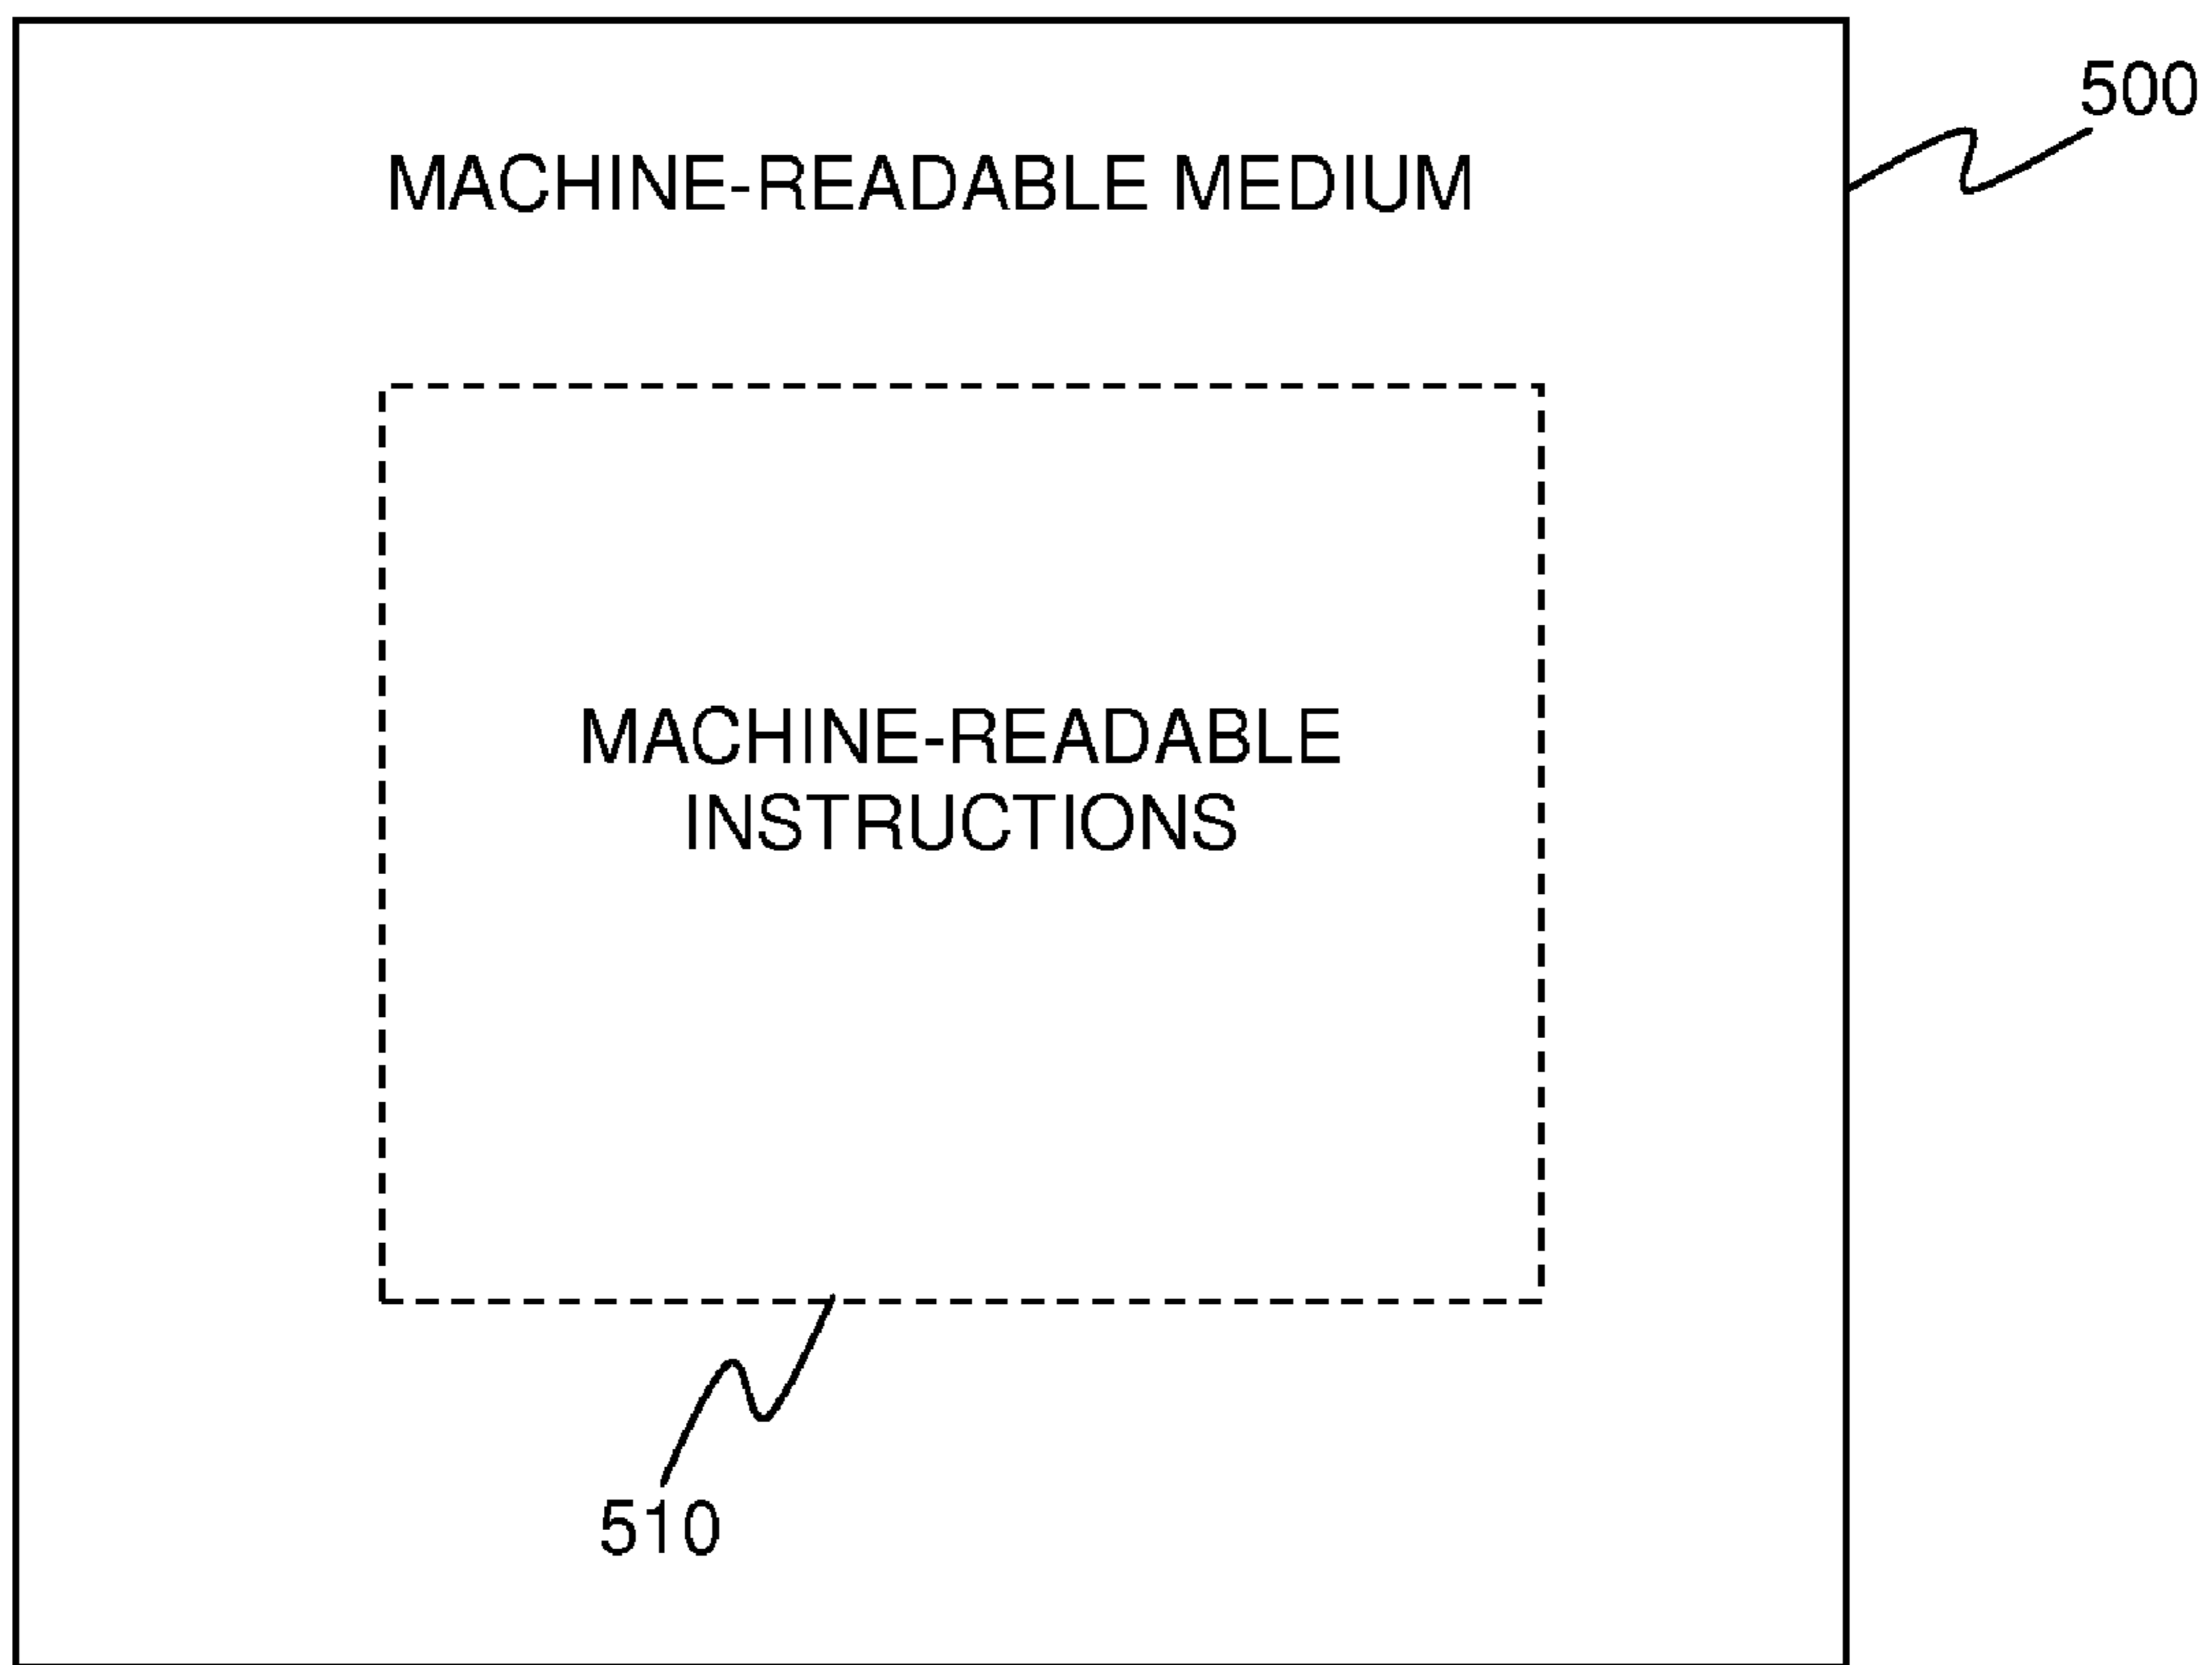 500
MACHINE-READABLE MEDIUM
MACHINE-READABLE
INSTRUCTIONS
510